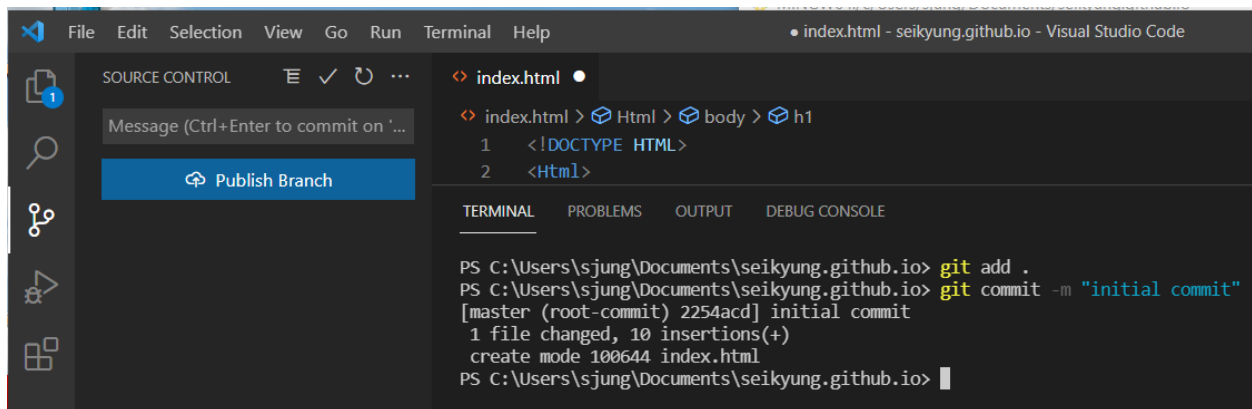 File Edit Selection View Go Run Terminal Help ● index.html - seikyung.github.io - Visual Studio Code
1
SOURCE CONTROL
Message (Ctrl+Enter to commit on '...
Publish Branch
index.html ●
index.html > Html > body > h1
1 <!DOCTYPE HTML>
2 <Html>
TERMINAL PROBLEMS OUTPUT DEBUG CONSOLE
PS C:\Users\sjung\Documents\seikyung.github.io> git add .
PS C:\Users\sjung\Documents\seikyung.github.io> git commit -m "initial commit"
[master (root-commit) 2254acd] initial commit
 1 file changed, 10 insertions(+)
 create mode 100644 index.html
PS C:\Users\sjung\Documents\seikyung.github.io>